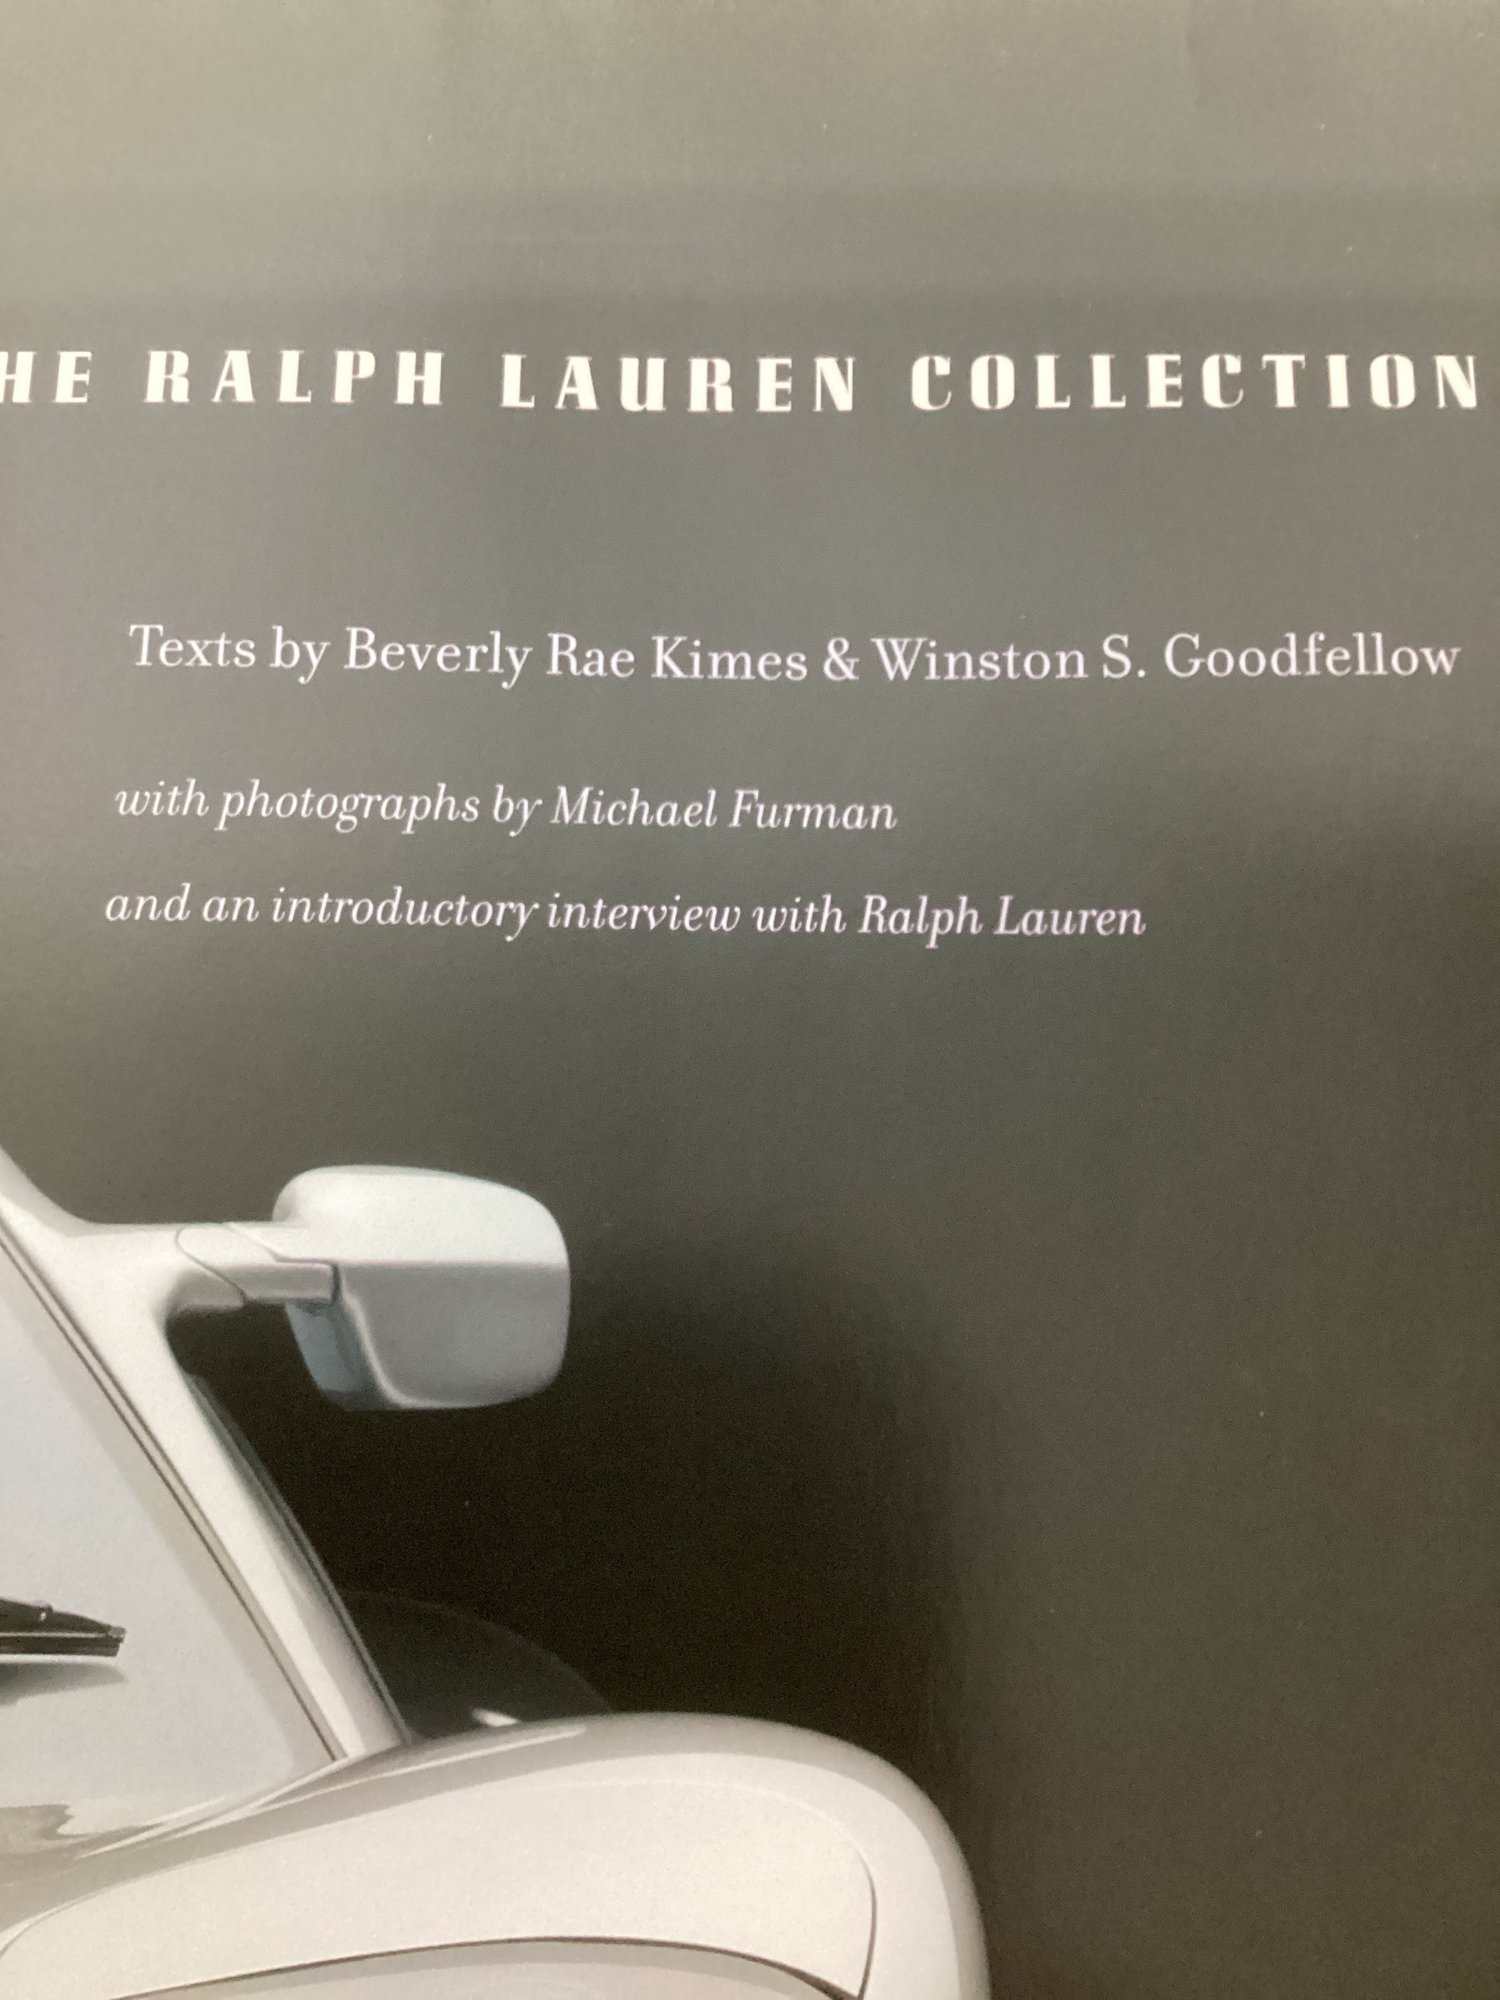 HE RALPH LAUREN COLLECTION
Texts by Beverly Rae Kimes & Winston S. Goodfellow
with photographs by Michael Furman
and an introductory interview with Ralph Lauren